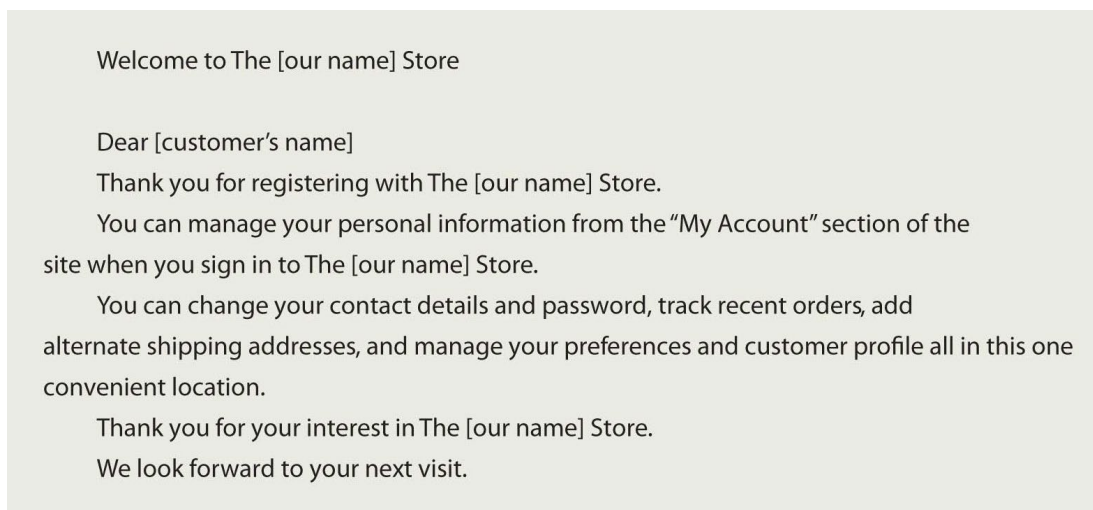 Welcome to The [our name] Store
Dear [customer’s name]
Thank you for registering with The [our name] Store.
You can manage your personal information from the “My Account” section of the
site when you sign in to The [our name] Store.
You can change your contact details and password, track recent orders, add
alternate shipping addresses, and manage your preferences and customer profile all in this one
convenient location.
Thank you for your interest in The [our name] Store.
We look forward to your next visit.